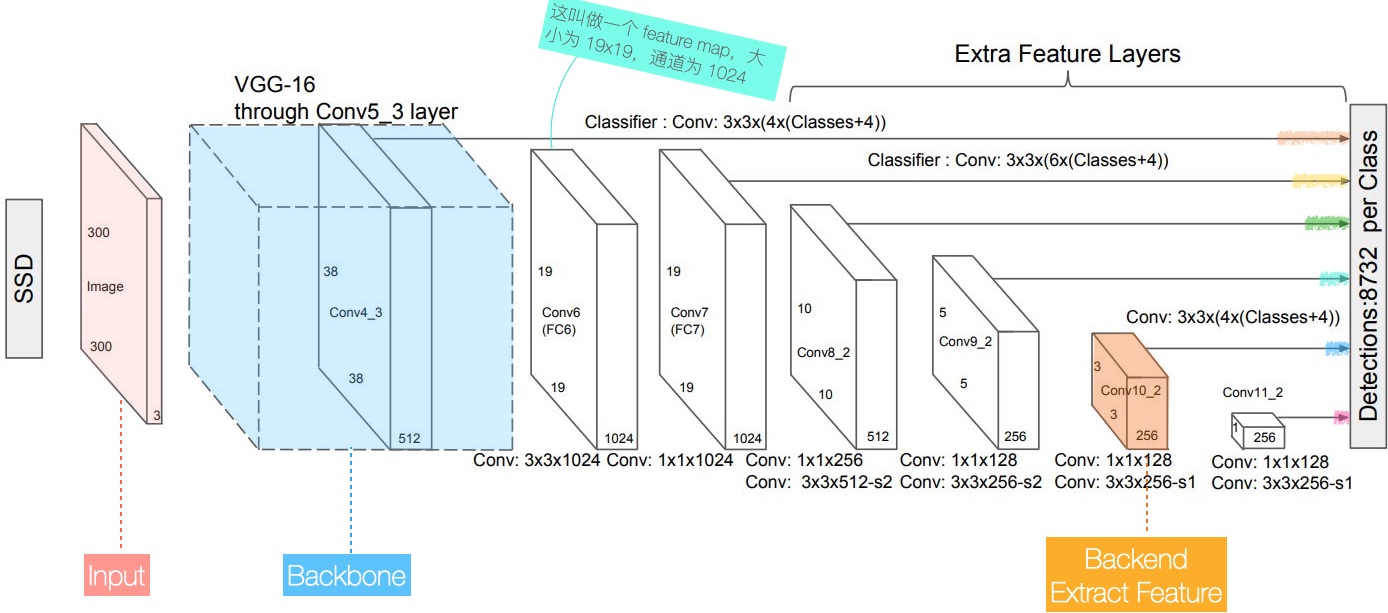 这叫做一个 feature map，大
小为 19x19，通道为 1024
Extra Feature Layers
VGG-16
through Conv5_3 layer
Classifier : Conv: 3x3x(4x(Classes+4))
Classifier : Conv: 3x3x(6x(Classes+4))
SSD
300
Image
300
3
38
Conv4_3
38
512
19
Conv6
(FC6)
19
1024
19
Conv7
(FC7)
19
1024
10
Conv8_2
10
512
5
Conv9_2
5
256
Conv: 3x3x(4x(Classes+4))
3
Conv10_2
3
256
Conv11_2
1
256
Detections:8732 per Class
Conv: 3x3x1024
Conv: 1x1x1024
Conv: 1x1x256
Conv: 3x3x512-s2
Conv: 1x1x128
Conv: 3x3x256-s2
Conv: 1x1x128
Conv: 3x3x256-s1
Conv: 1x1x128
Conv: 3x3x256-s1
Input
Backbone
Backend
Extract Feature